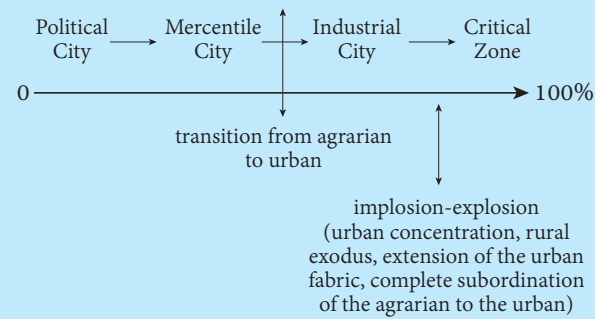 Political City
Mercentile City
Industrial City
Critical Zone
0
100%
transition from agrarian
to urban
implosion-explosion
(urban concentration, rural
exodus, extension of the urban
fabric, complete subordination
of the agrarian to the urban)